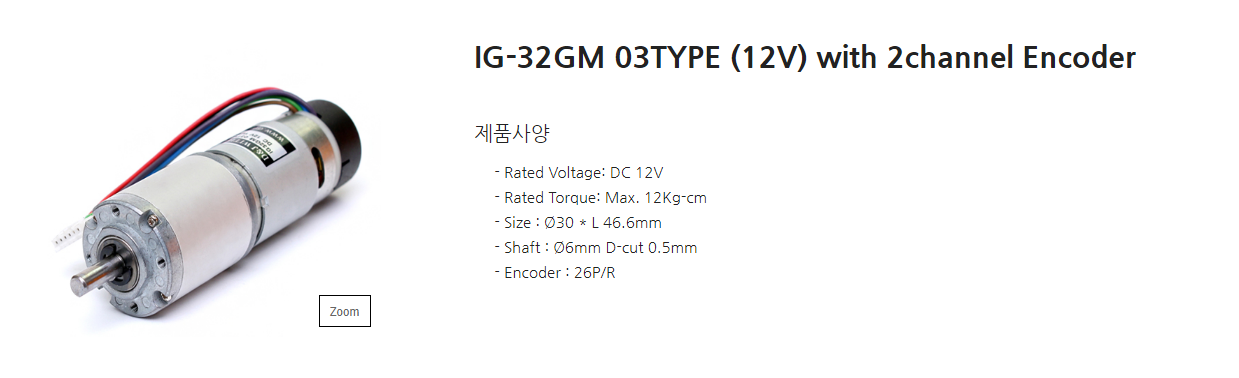 IG-32GM 03TYPE (12V) with 2channel Encoder
제품사양
- Rated Voltage: DC 12V
- Rated Torque: Max. 12Kg-cm
- Size : Ø30 * L 46.6mm
- Shaft : Ø6mm D-cut 0.5mm
- Encoder : 26P/R
Zoom